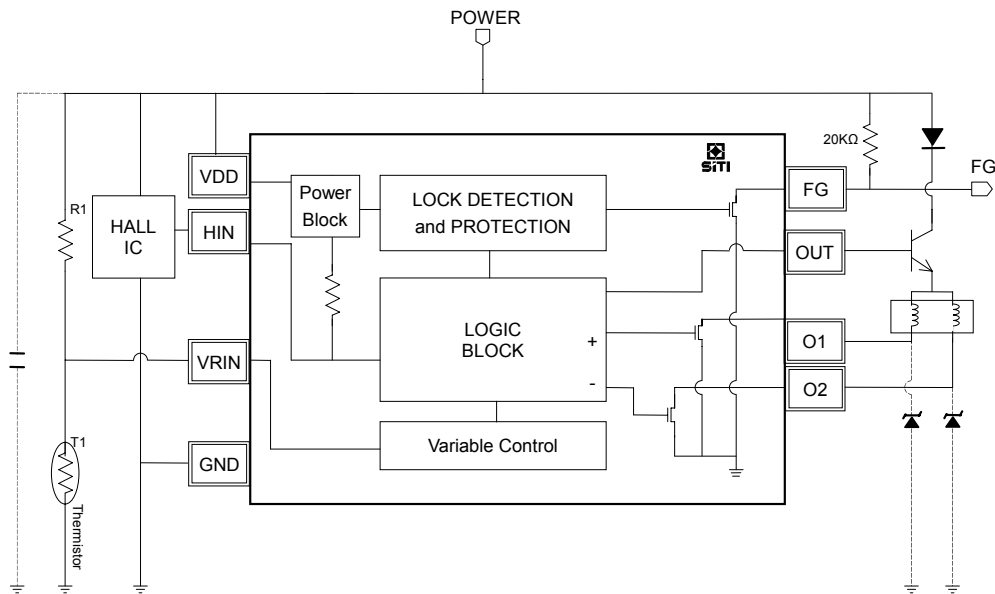 POWER
SiTI
20KΩ
FG
VDD
Power
Block
LOCK DETECTION
and PROTECTION
FG
R1
HALL
IC
HIN
OUT
LOGIC
BLOCK
+
-
O1
VRIN
O2
T1
Variable Control
GND
Thermistor